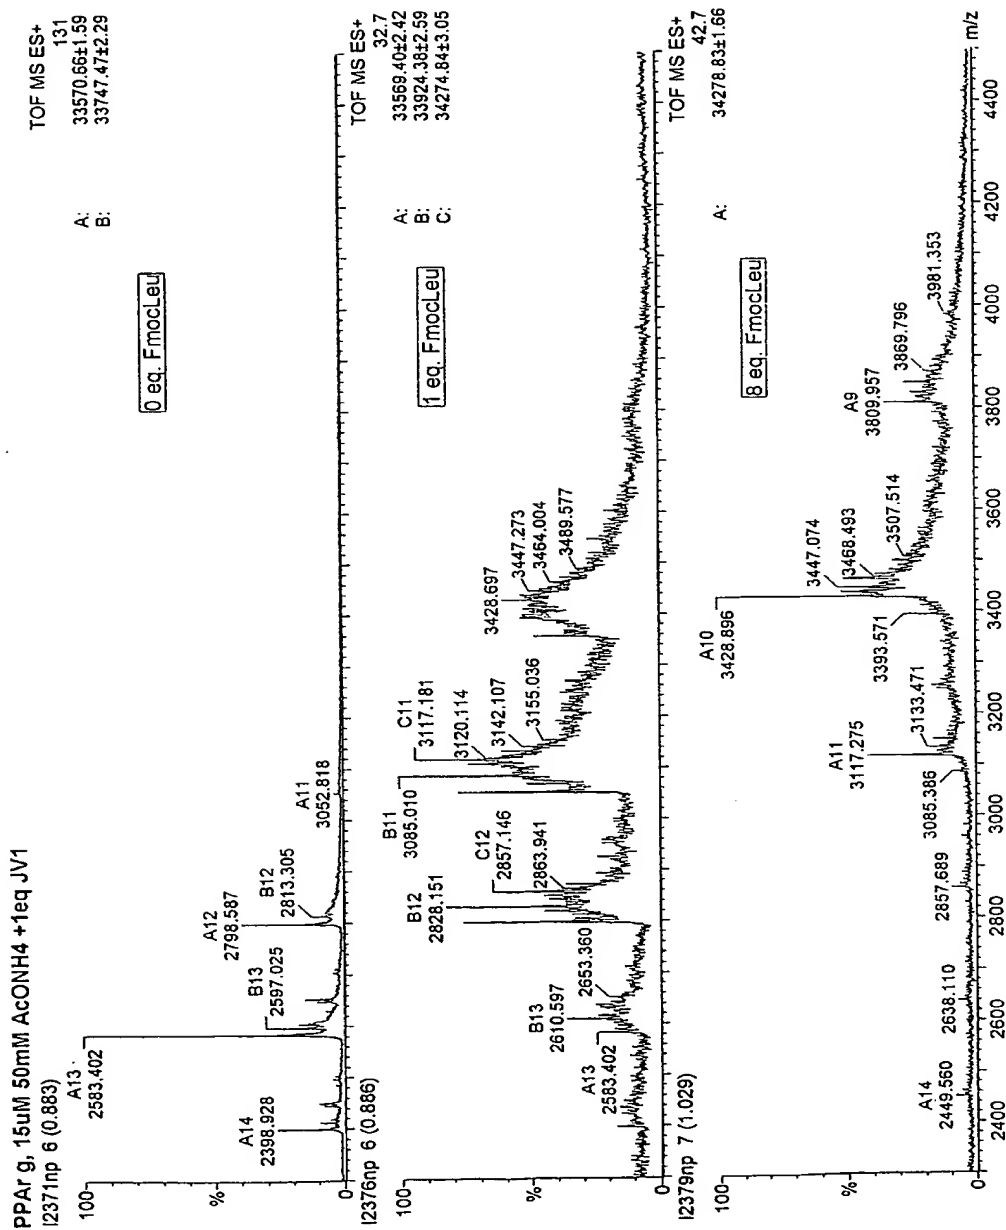 PPAr g, 15uM 50mM AcONH4 +1eq JV1
I2371np 6 (0.883)
TOF MS ES+
131
A: 33570.66±1.59
B: 33747.47±2.29
0 eq. FmocLeu
100
%
0
A14
2398.928
A13
2583.402
B13
2597.025
A12
2798.587
B12
2813.305
A11
3052.818
I2376np 6 (0.886)
TOF MS ES+
32.7
A: 33569.40±2.42
B: 33924.38±2.59
C: 34274.84±3.05
1 eq. FmocLeu
100
%
0
A13
2583.402
B13
2610.597
2653.360
B12
2828.151
C12
2857.146
2863.941
B11
3085.010
C11
3117.181
3120.114
3142.107
3155.036
3428.697
3447.273
3464.004
3489.577
I2379np 7 (1.029)
TOF MS ES+
42.7
A: 34278.83±1.66
8 eq. FmocLeu
100
%
0
A14
2449.560
2638.110
2857.689
3085.386
A11
3117.275
3133.471
3393.571
A10
3428.896
3447.074
3468.493
3507.514
A9
3809.957
3869.796
3981.353
2400 2600 2800 3000 3200 3400 3600 3800 4000 4200 4400 m/z